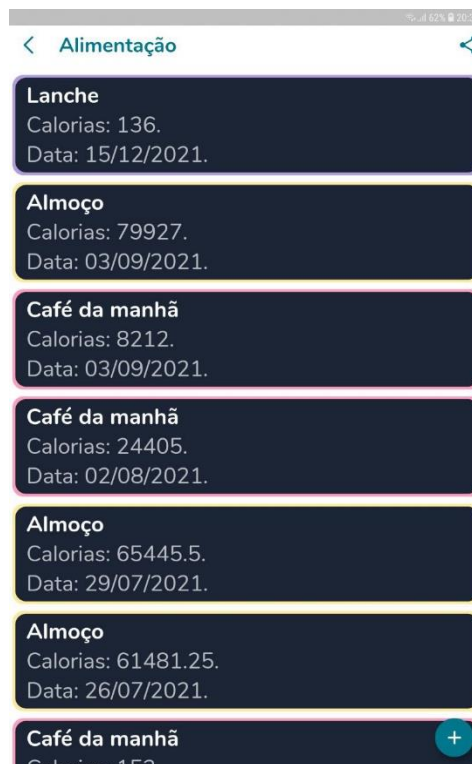 62% 20:
Alimentação
Lanche
Calorias: 136.
Data: 15/12/2021.
Almoço
Calorias: 79927.
Data: 03/09/2021.
Café da manhã
Calorias: 8212.
Data: 03/09/2021.
Café da manhã
Calorias: 24405.
Data: 02/08/2021.
Almoço
Calorias: 65445.5.
Data: 29/07/2021.
Almoço
Calorias: 61481.25.
Data: 26/07/2021.
Café da manhã
+